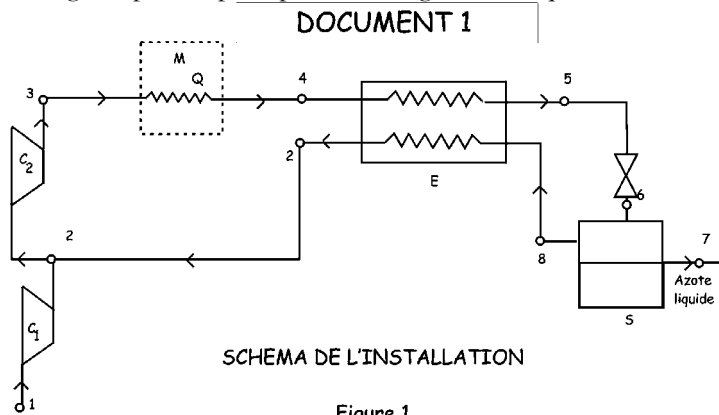 DOCUMENT 1
M
Q
3
4
5
2
C2
E
6
2
8
7
Azote
liquide
S
C1
SCHEMA DE L'INSTALLATION
1
Figure 1